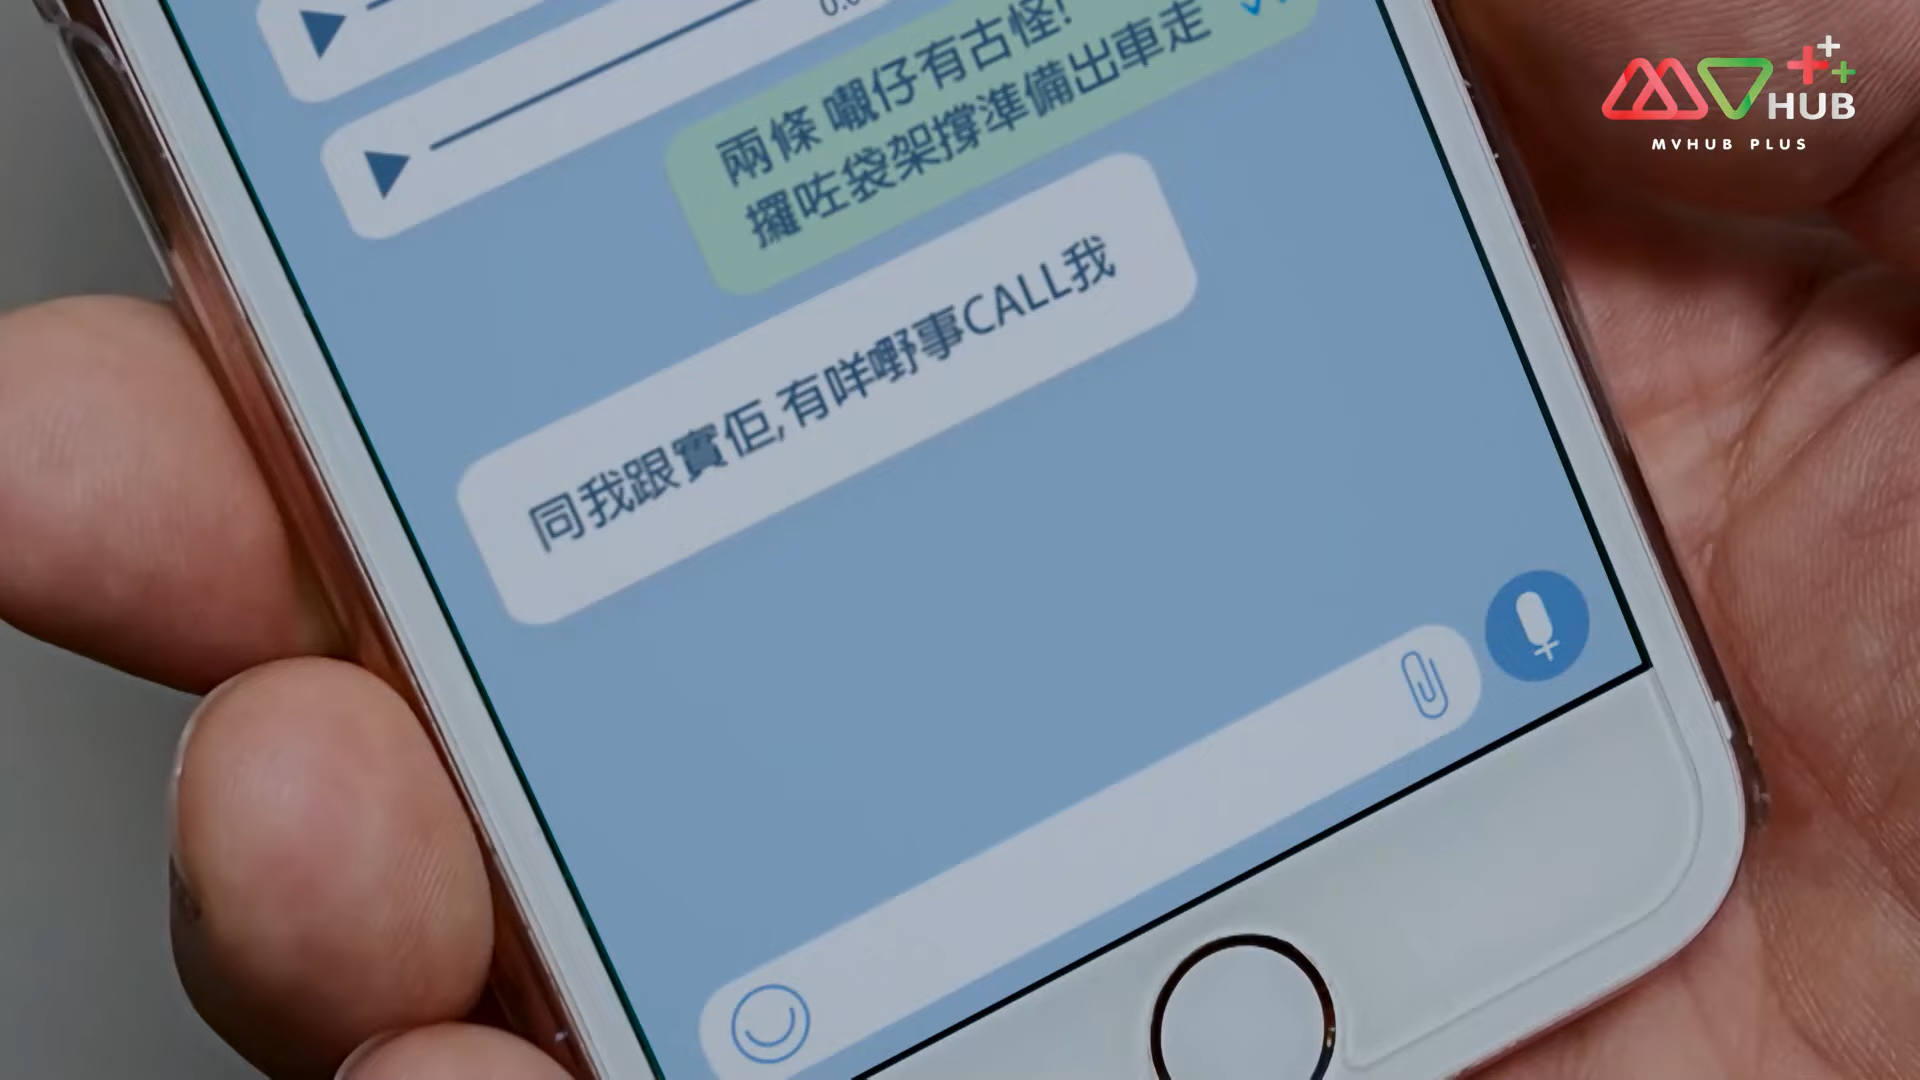 兩條 嚫仔有古怪!
攞咗袋架撐準備出車走
同我跟實佢,有咩嘢事CALL我
HUB
MVHUB PLUS